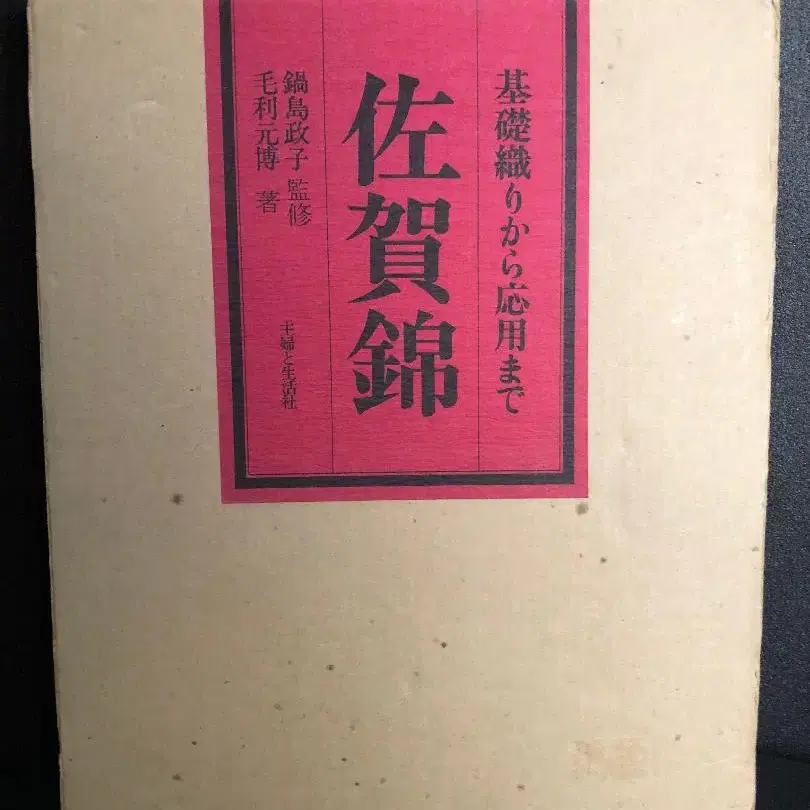 基礎織りから応用まで
佐賀錦
鍋島政子 監修
毛利元博 著
主婦と生活社